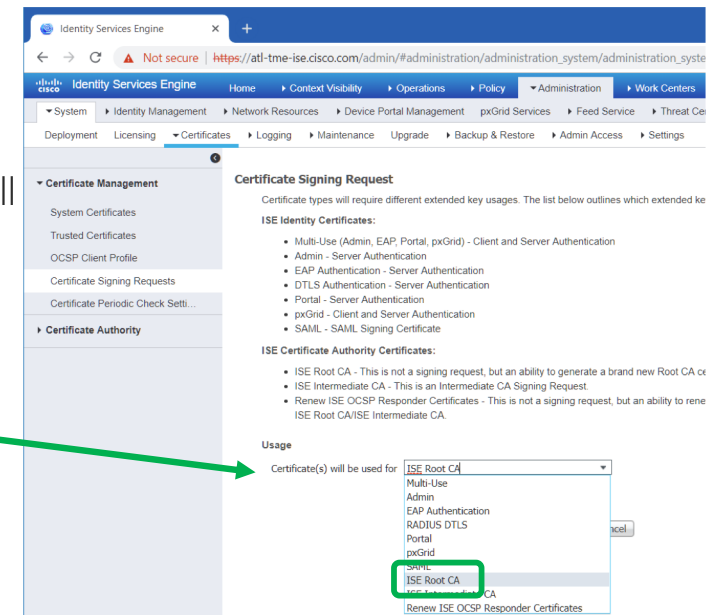 Identity Services Engine
Not secure | https://atl-tme-ise.cisco.com/admin/#administration/administration_system/administration_syste
cisco Identity Services Engine Home Context Visibility Operations Policy Administration Work Centers
System Identity Management Network Resources Device Portal Management pxGrid Services Feed Service Threat Cen
Deployment Licensing Certificates Logging Maintenance Upgrade Backup & Restore Admin Access Settings
ll
Certificate Management
System Certificates
Trusted Certificates
OCSP Client Profile
Certificate Signing Requests
Certificate Periodic Check Setti...
Certificate Authority
Certificate Signing Request
Certificate types will require different extended key usages. The list below outlines which extended ke
ISE Identity Certificates:
• Multi-Use (Admin, EAP, Portal, pxGrid) - Client and Server Authentication
• Admin - Server Authentication
• EAP Authentication - Server Authentication
• DTLS Authentication - Server Authentication
• Portal - Server Authentication
• pxGrid - Client and Server Authentication
• SAML - SAML Signing Certificate
ISE Certificate Authority Certificates:
• ISE Root CA - This is not a signing request, but an ability to generate a brand new Root CA ce
• ISE Intermediate CA - This is an Intermediate CA Signing Request.
• Renew ISE OCSP Responder Certificates - This is not a signing request, but an ability to rene
ISE Root CA/ISE Intermediate CA.
Usage
Certificate(s) will be used for ISE Root CA
Multi-Use
Admin
EAP Authentication
RADIUS DTLS
Portal
ncel
pxGrid
SAML
ISE Root CA
ISE Intermediate CA
Renew ISE OCSP Responder Certificates